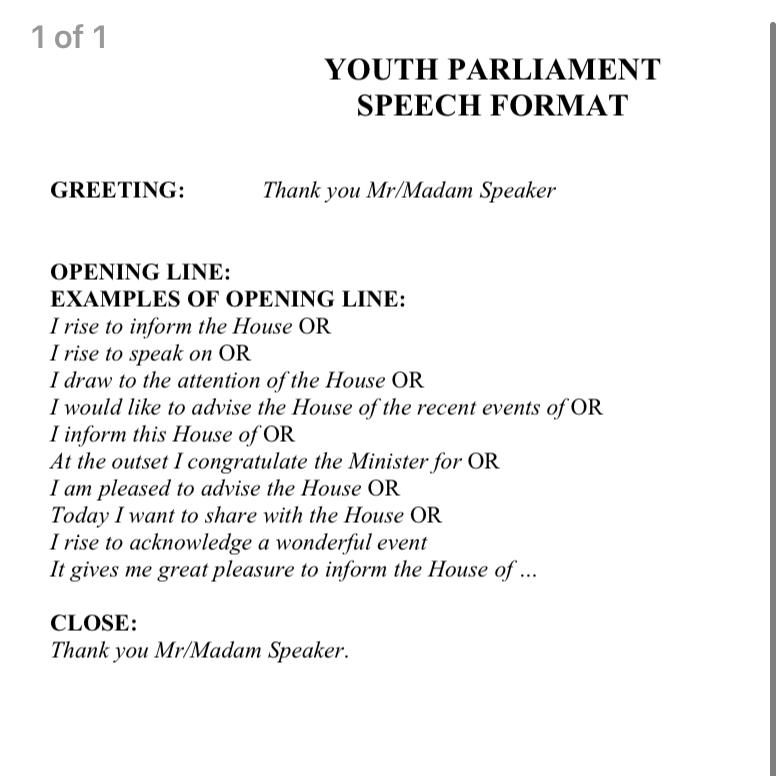 1 of 1
YOUTH PARLIAMENT
SPEECH FORMAT
GREETING: Thank you Mr/Madam Speaker
OPENING LINE:
EXAMPLES OF OPENING LINE:
I rise to inform the House OR
I rise to speak on OR
I draw to the attention of the House OR
I would like to advise the House of the recent events of OR
I inform this House of OR
At the outset I congratulate the Minister for OR
I am pleased to advise the House OR
Today I want to share with the House OR
I rise to acknowledge a wonderful event
It gives me great pleasure to inform the House of ...
CLOSE:
Thank you Mr/Madam Speaker.